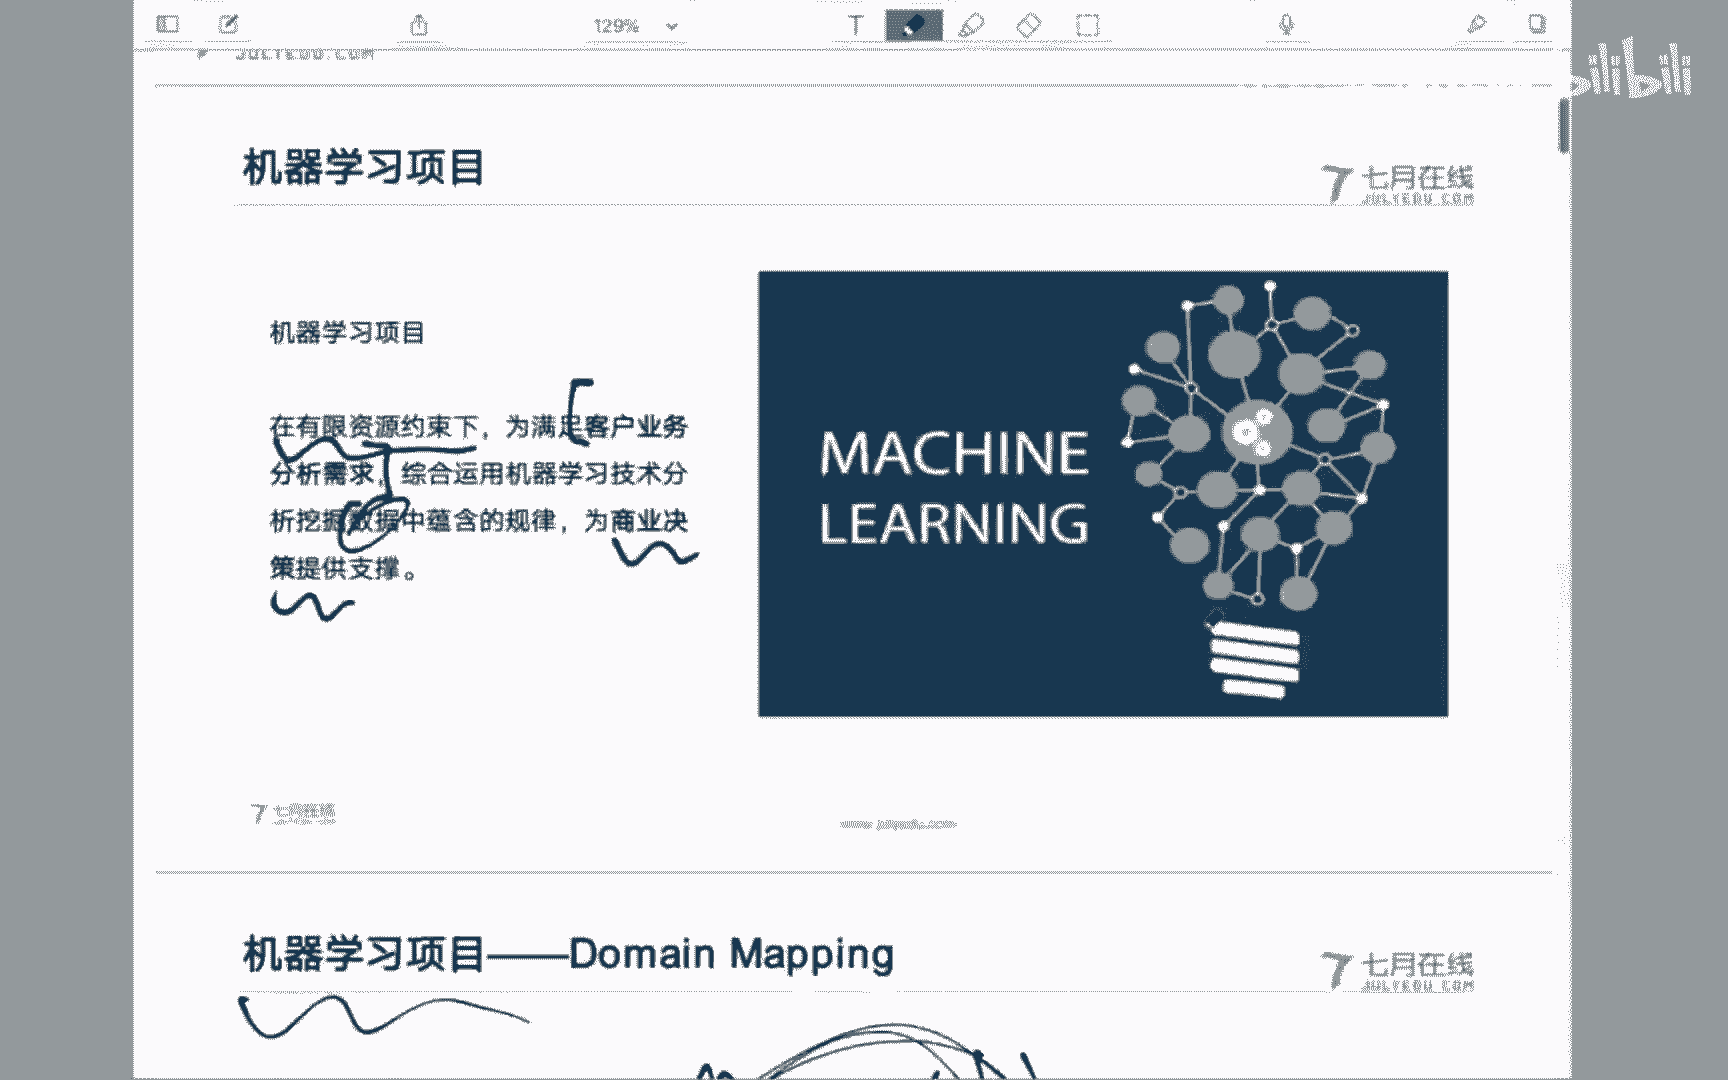 129%
T
JULYEDU.COM
bilibili
机器学习项目
7 七月在线
JULYEDU.COM
机器学习项目
在有限资源约束下，为满足客户业务
分析需求，综合运用机器学习技术分
析挖掘数据中蕴含的规律，为商业决
策提供支撑。
MACHINE
LEARNING
7 七月在线
www.julyedu.com
机器学习项目——Domain Mapping
7 七月在线
JULYEDU.COM